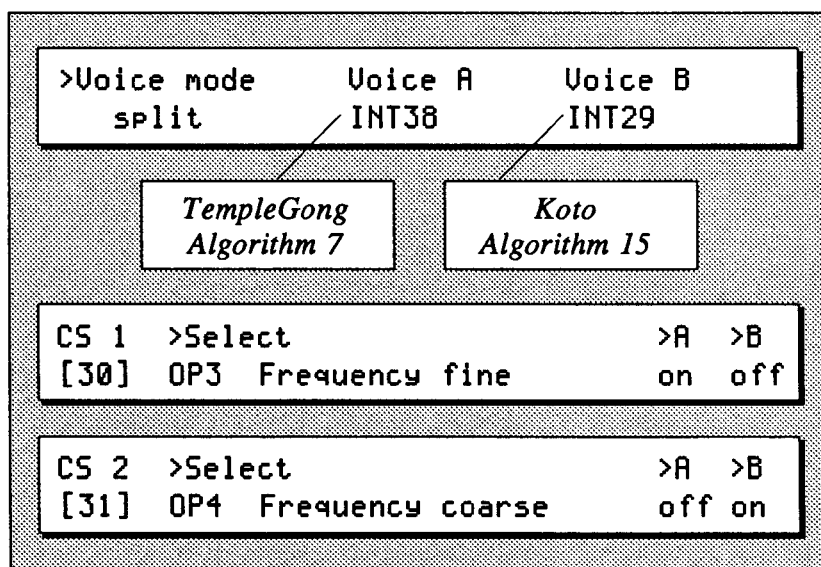 >Voice mode Voice A Voice B
split INT38 INT29
TempleGong Koto
Algorithm 7 Algorithm 15
CS 1 >Select >A >B
[30] OP3 Frequency fine on off
CS 2 >Select >A >B
[31] OP4 Frequency coarse off on